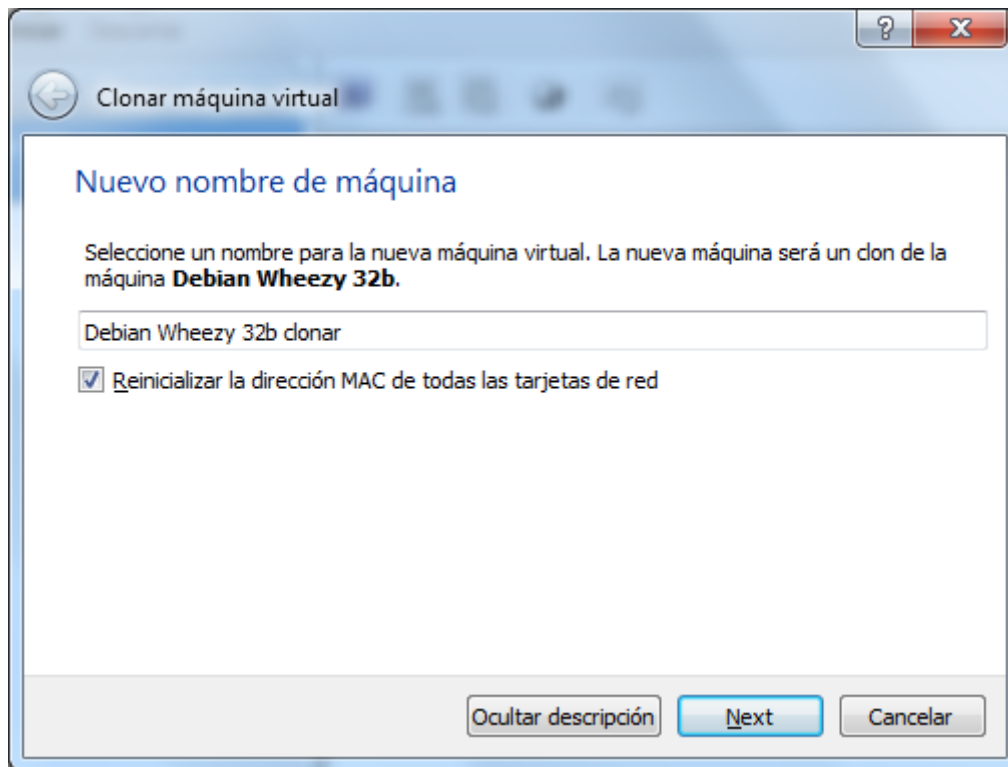 Clonar máquina virtual
Nuevo nombre de máquina
Seleccione un nombre para la nueva máquina virtual. La nueva máquina será un clon de la
máquina Debian Wheezy 32b.
Debian Wheezy 32b clonar
Reinicializar la dirección MAC de todas las tarjetas de red
Ocultar descripción Next Cancelar